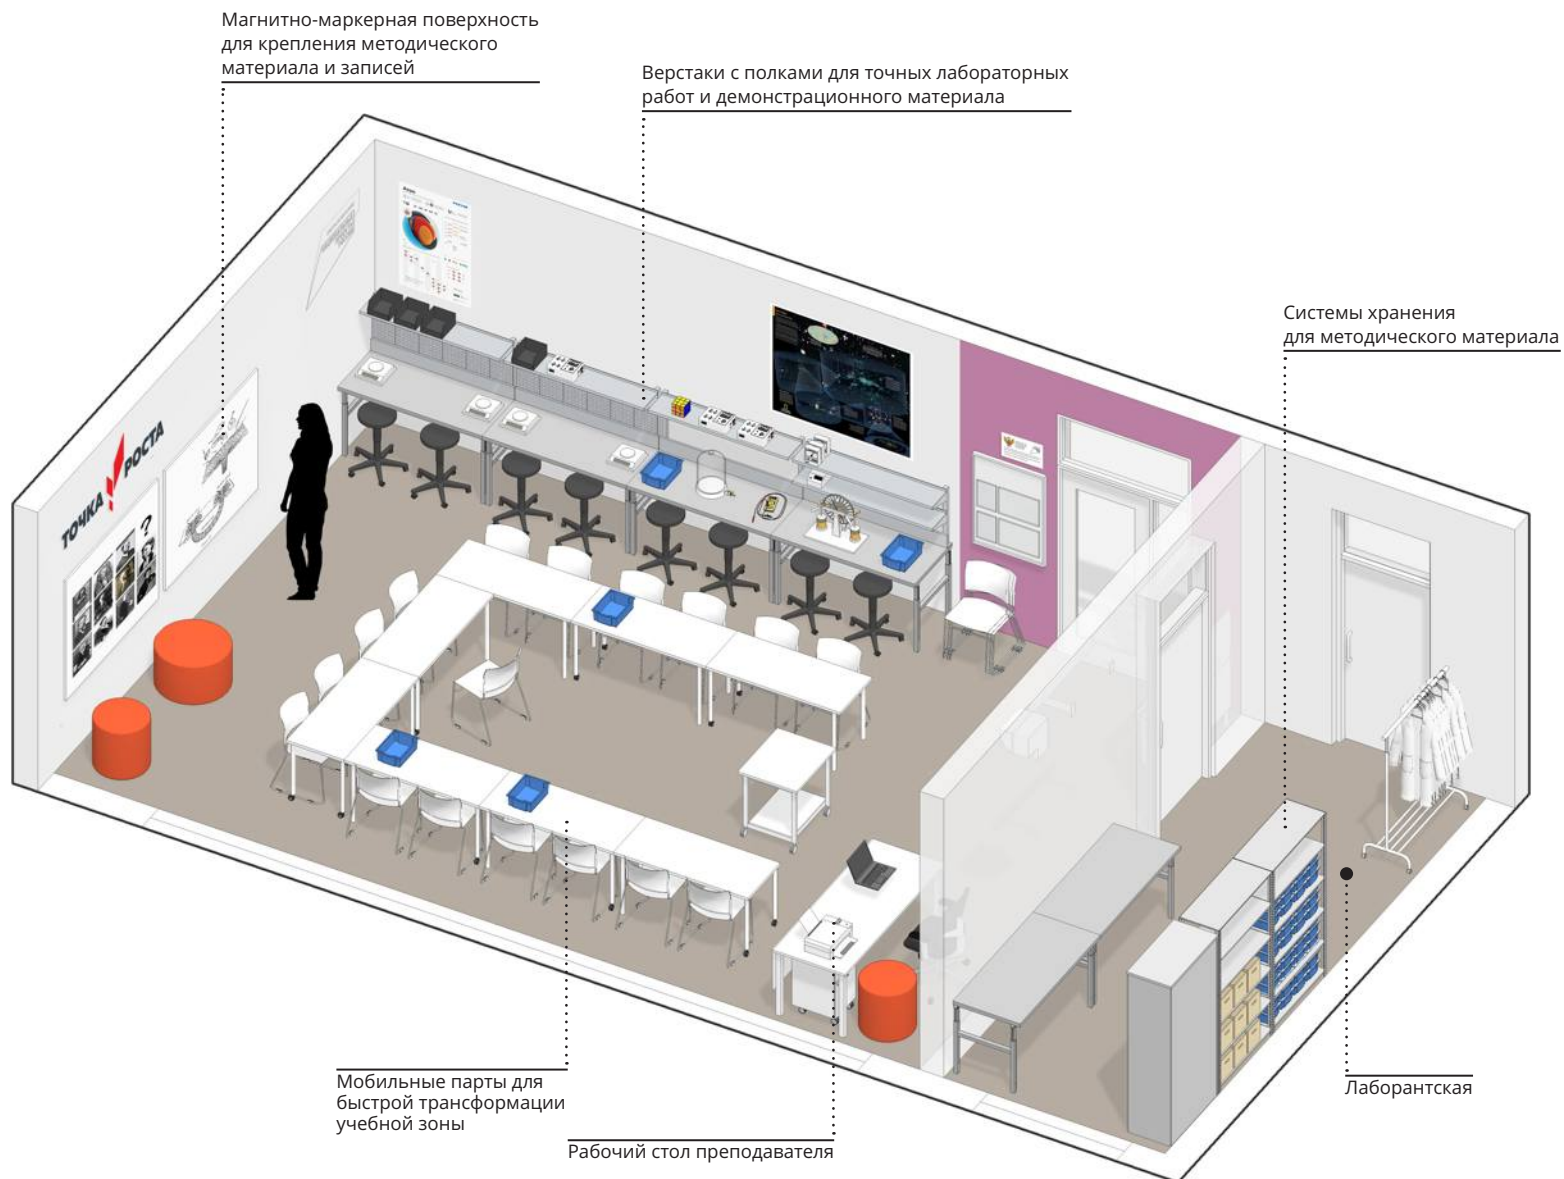 Магнитно-маркерная поверхность
для крепления методического
материала и записей
Верстаки с полками для точных лабораторных
работ и демонстрационного материала
Системы хранения
для методического материала
ТОЧКА РОСТА
?
Мобильные парты для
быстрой трансформации
учебной зоны
Рабочий стол преподавателя
Лаборантская